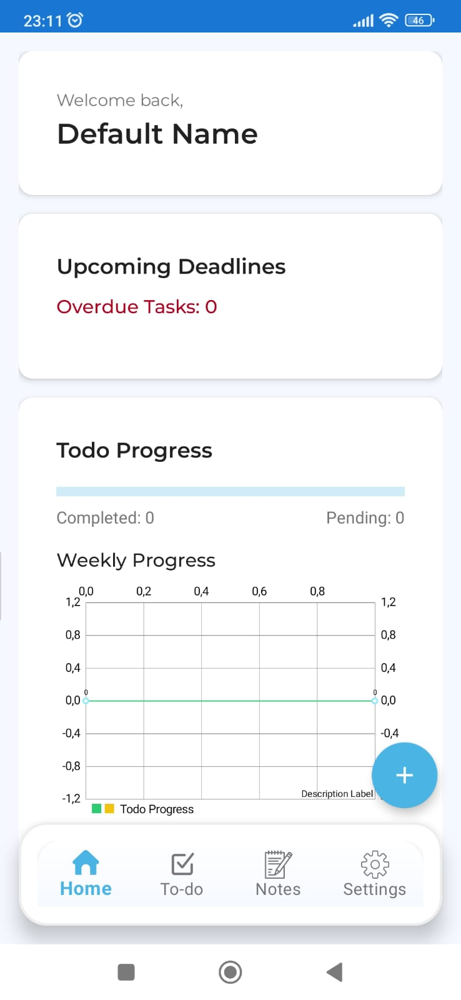 23:11
46
Welcome back,
Default Name
Upcoming Deadlines
Overdue Tasks: 0
Todo Progress
Completed: 0 Pending: 0
Weekly Progress
0,0 0,2 0,4 0,6 0,8
1,2 1,2
0,8 0,8
0,4 0,4
0 0
0,0 0,0
-0,4 -0,4
-0,8
-1,2
Description Label
Todo Progress
+
Home To-do Notes Settings